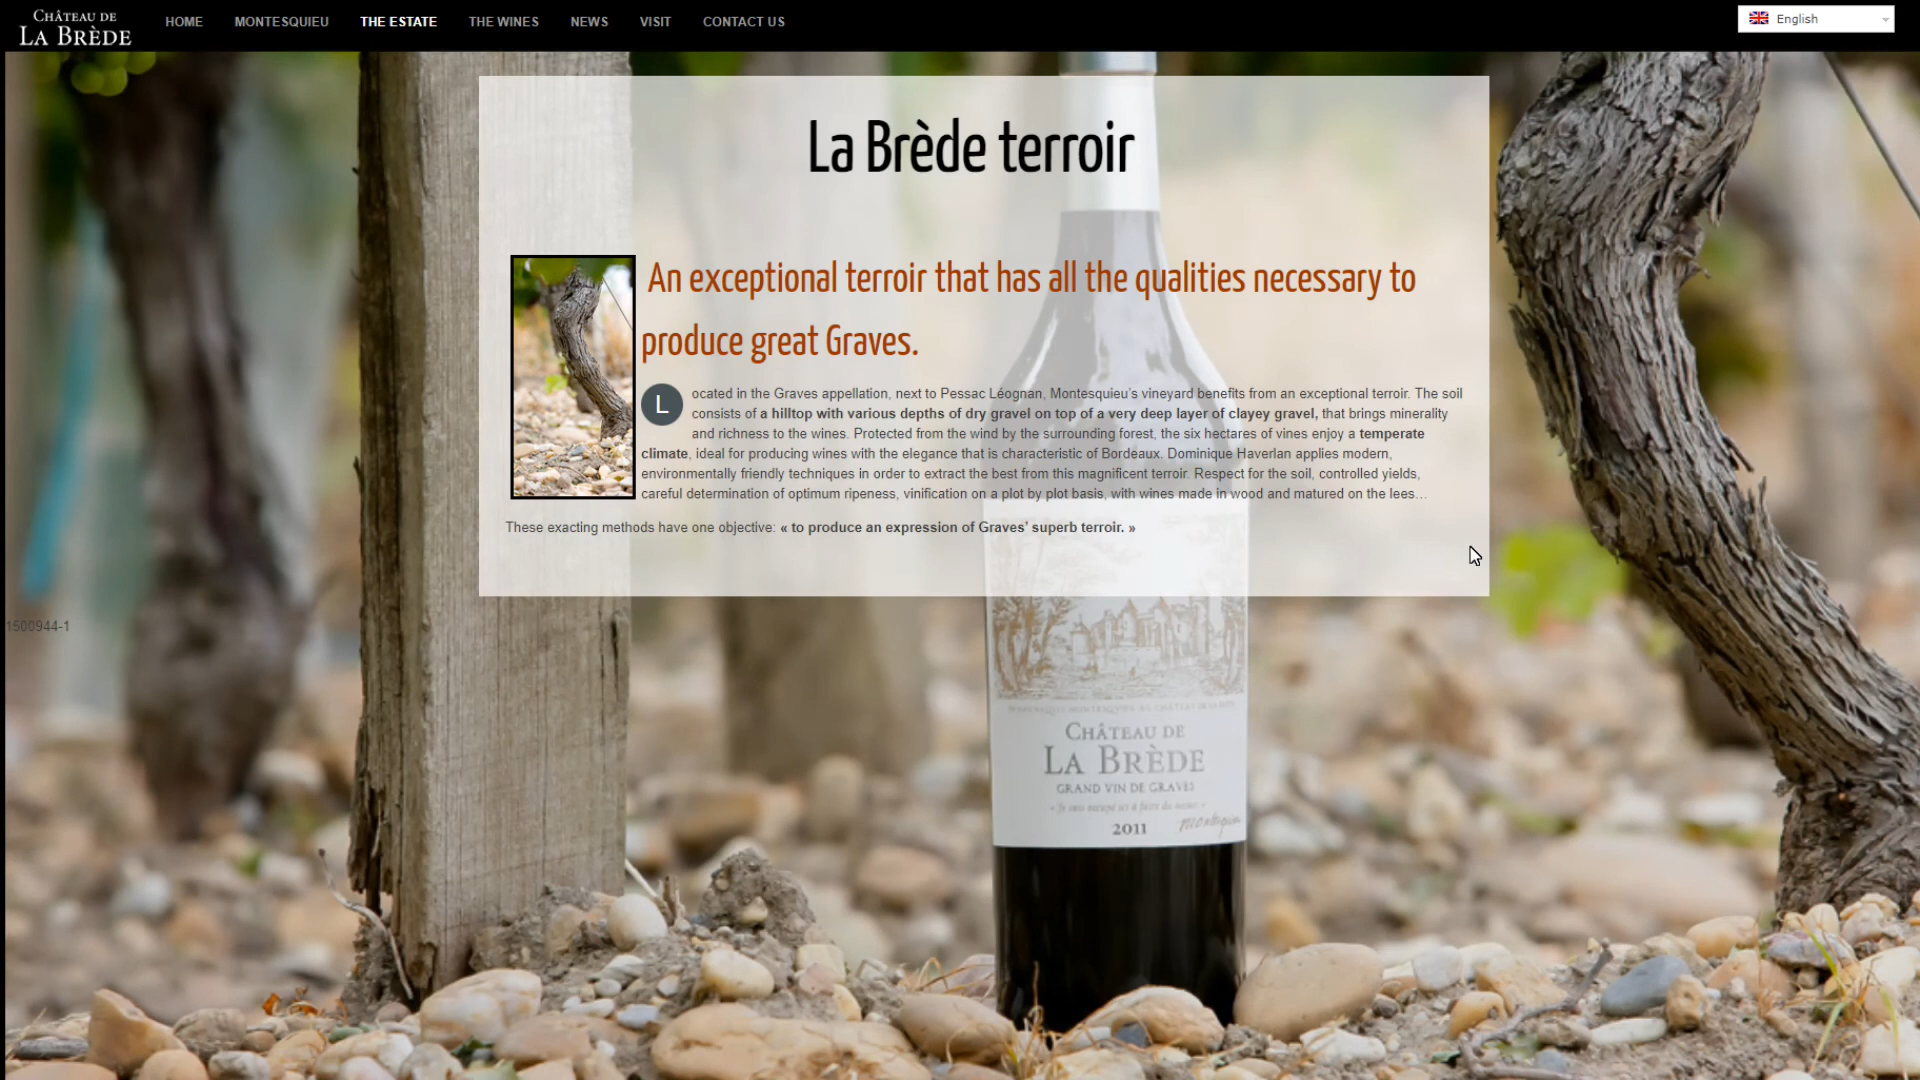 CHÂTEAU DE
LA BRÈDE
HOME MONTESQUIEU THE ESTATE THE WINES NEWS VISIT CONTACT US
English
La Brède terroir
An exceptional terroir that has all the qualities necessary to
produce great Graves.
Located in the Graves appellation, next to Pessac Léognan, Montesquieu's vineyard benefits from an exceptional terroir. The soil
consists of a hilltop with various depths of dry gravel on top of a very deep layer of clayey gravel, that brings minerality
and richness to the wines. Protected from the wind by the surrounding forest, the six hectares of vines enjoy a temperate
climate, ideal for producing wines with the elegance that is characteristic of Bordeaux. Dominique Haverlan applies modern,
environmentally friendly techniques in order to extract the best from this magnificent terroir. Respect for the soil, controlled yields,
careful determination of optimum ripeness, vinification on a plot by plot basis, with wines made in wood and matured on the lees...
These exacting methods have one objective: « to produce an expression of Graves' superb terroir. »
1500944-1
CHÂTEAU DE
LA BRÈDE
GRAND VIN DE GRAVES
2011